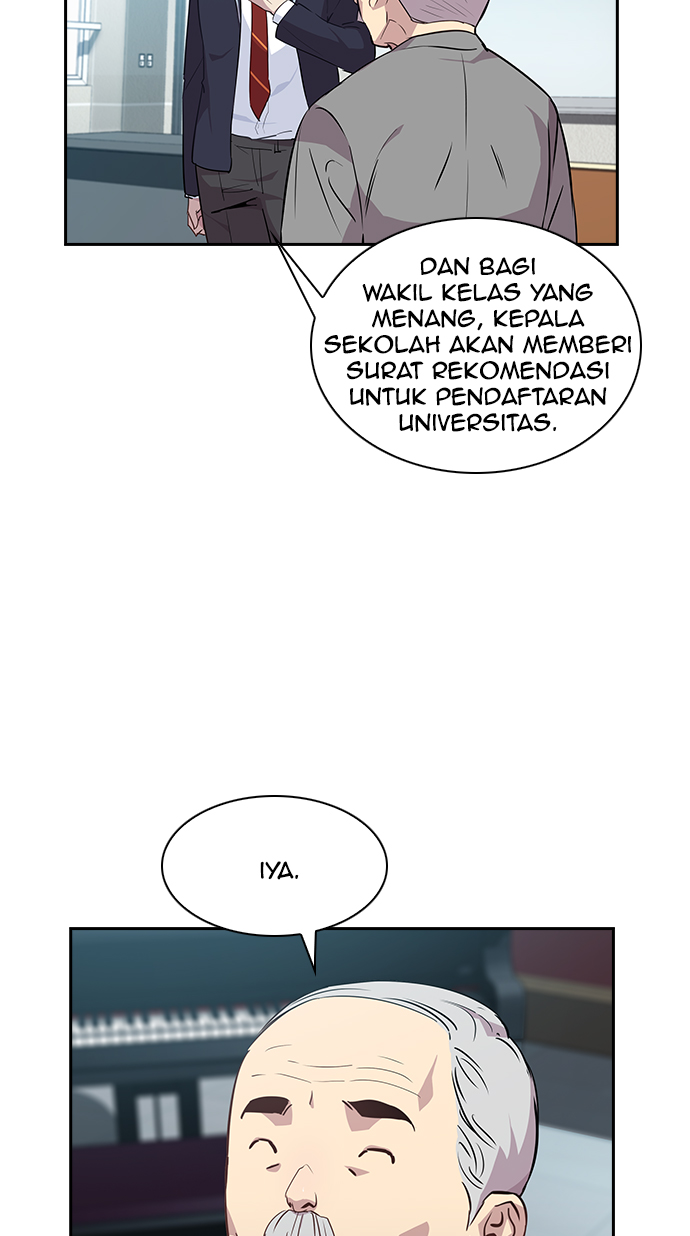 DAN BAGI
WAKIL KELAS YANG
MENANG, KEPALA
SEKOLAH AKAN MEMBERI
SURAT REKOMENDASI
UNTUK PENDAFTARAN
UNIVERSITAS.
IYA.